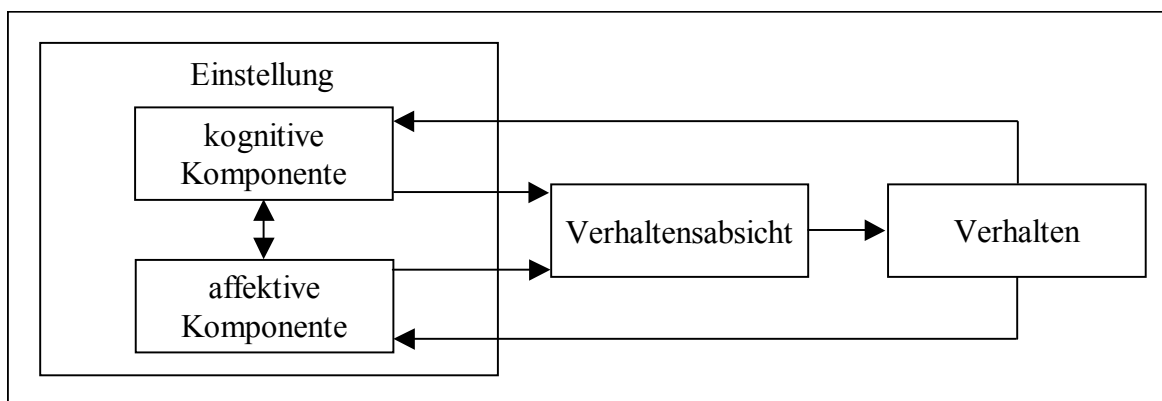 Einstellung
kognitive
Komponente
affektive
Komponente
Verhaltensabsicht
Verhalten